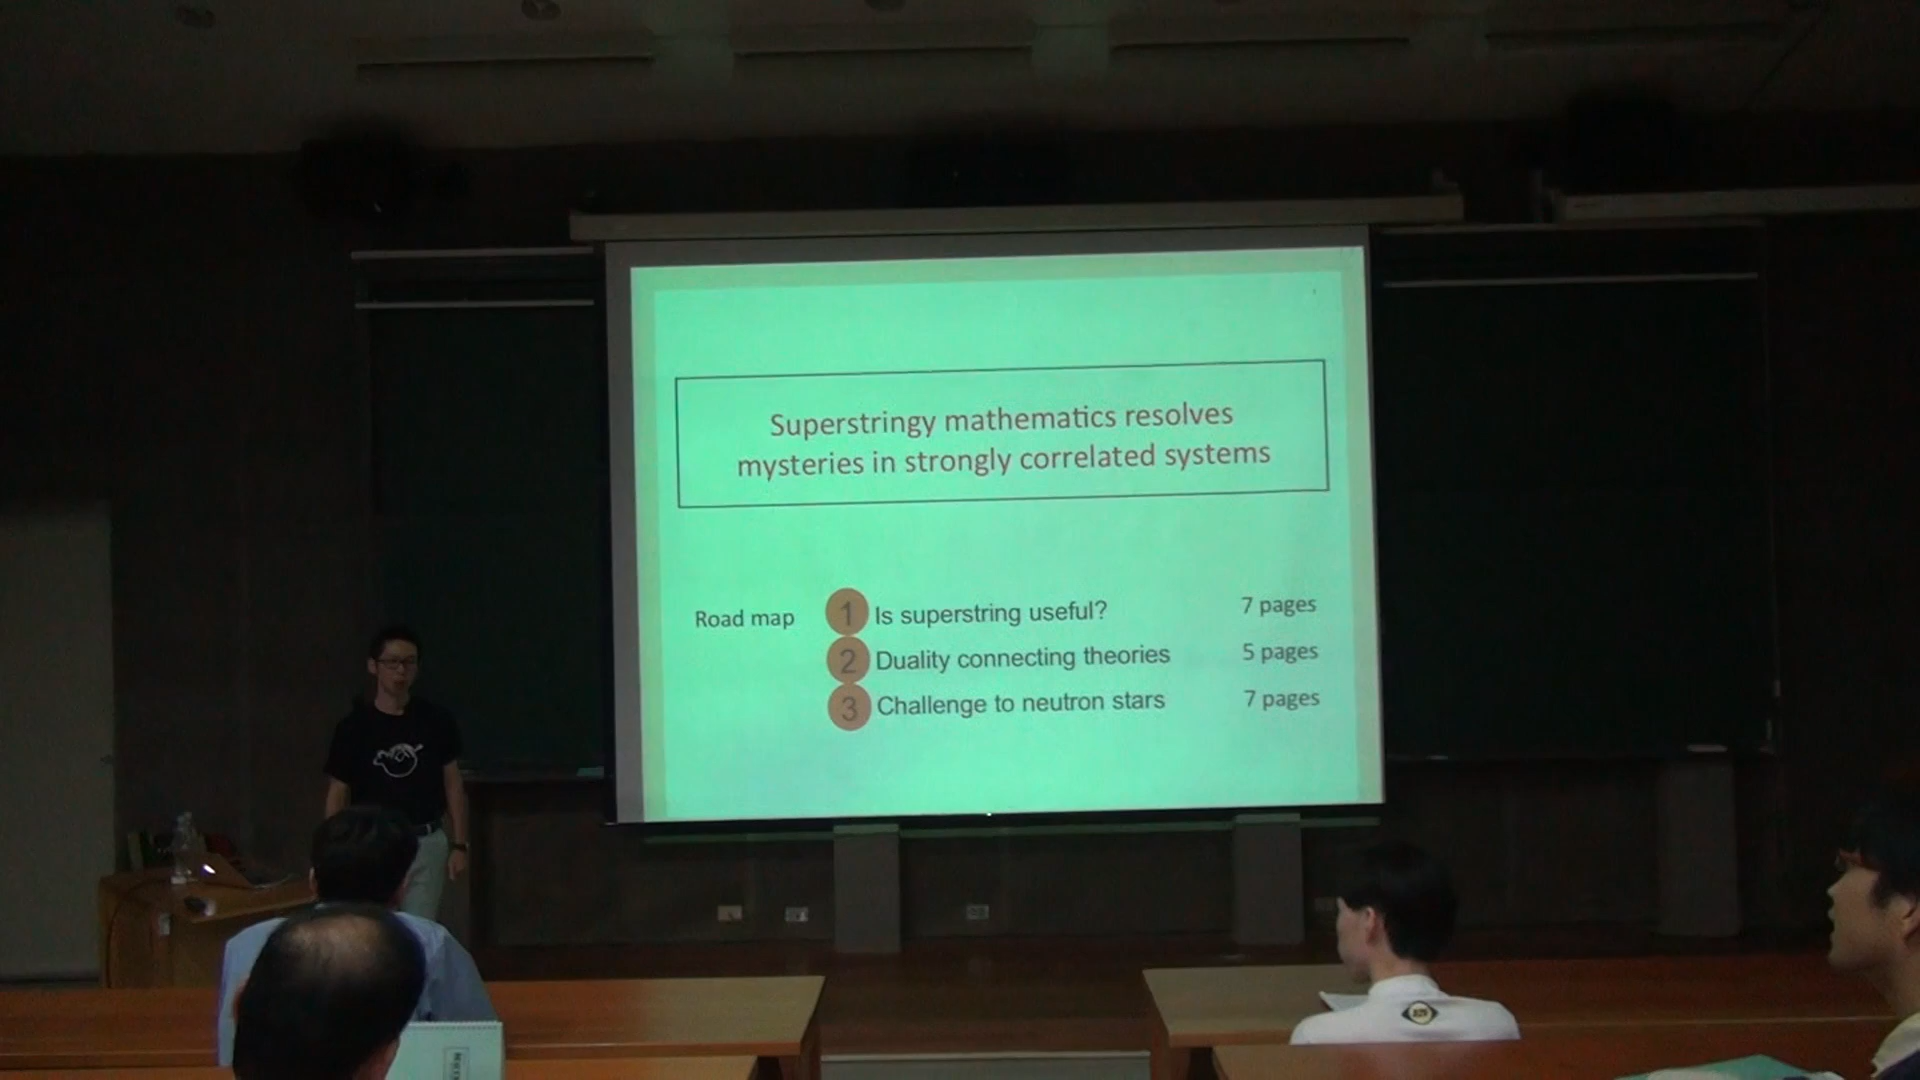 Superstringy mathematics resolves
mysteries in strongly correlated systems
Road map
1 Is superstring useful? 7 pages
2 Duality connecting theories 5 pages
3 Challenge to neutron stars 7 pages